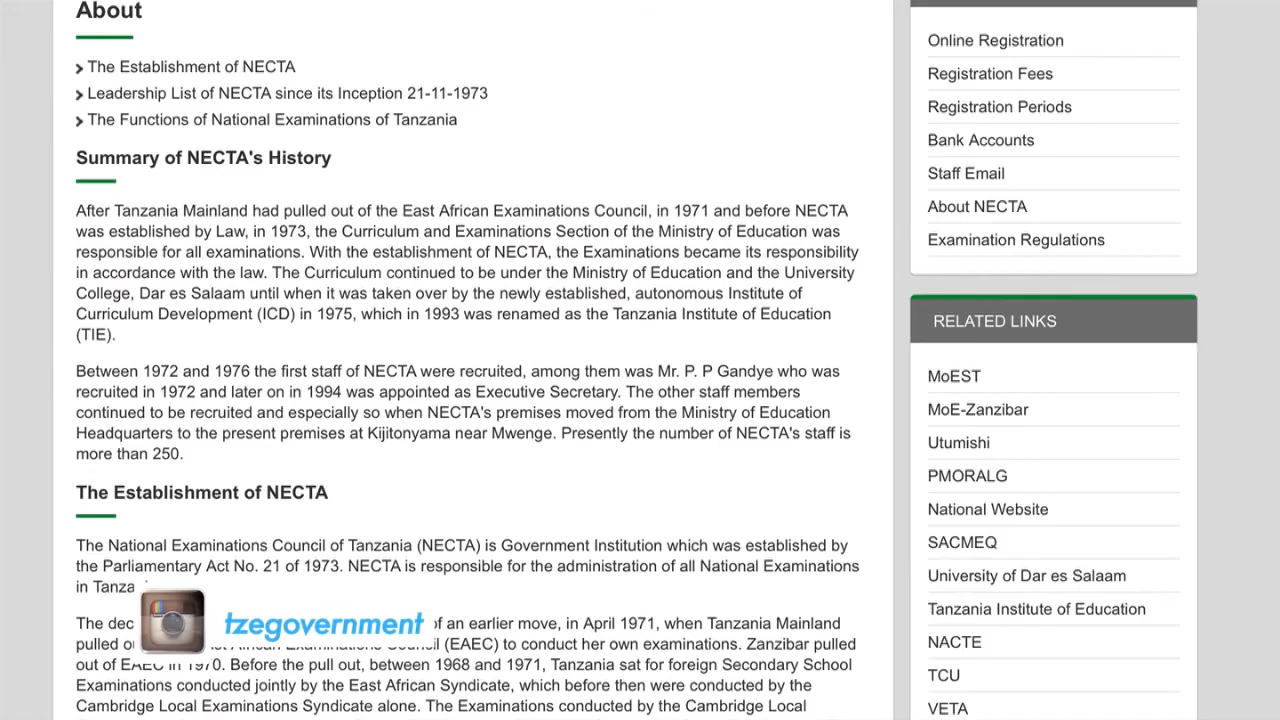 About
The Establishment of NECTA
Leadership List of NECTA since its Inception 21-11-1973
The Functions of National Examinations of Tanzania
Summary of NECTA's History
After Tanzania Mainland had pulled out of the East African Examinations Council, in 1971 and before NECTA
was established by Law, in 1973, the Curriculum and Examinations Section of the Ministry of Education was
responsible for all examinations. With the establishment of NECTA, the Examinations became its responsibility
in accordance with the law. The Curriculum continued to be under the Ministry of Education and the University
College, Dar es Salaam until when it was taken over by the newly established, autonomous Institute of
Curriculum Development (ICD) in 1975, which in 1993 was renamed as the Tanzania Institute of Education
(TIE).
Between 1972 and 1976 the first staff of NECTA were recruited, among them was Mr. P. P Gandye who was
recruited in 1972 and later on in 1994 was appointed as Executive Secretary. The other staff members
continued to be recruited and especially so when NECTA's premises moved from the Ministry of Education
Headquarters to the present premises at Kijitonyama near Mwenge. Presently the number of NECTA's staff is
more than 250.
The Establishment of NECTA
The National Examinations Council of Tanzania (NECTA) is Government Institution which was established by
the Parliamentary Act No. 21 of 1973. NECTA is responsible for the administration of all National Examinations
in
tzegovernment
The of an earlier move, in April 1971, when Tanzania Mainland
pulled (EAEC) to conduct her own examinations. Zanzibar pulled
out of EAEC in 1970. Before the pull out, between 1968 and 1971, Tanzania sat for foreign Secondary School
Examinations conducted jointly by the East African Syndicate, which before then were conducted by the
Cambridge Local Examinations Syndicate alone. The Examinations conducted by the Cambridge Local
Online Registration
Registration Fees
Registration Periods
Bank Accounts
Staff Email
About NECTA
Examination Regulations
RELATED LINKS
MoEST
MoE-Zanzibar
Utumishi
PMORALG
National Website
SACMEQ
University of Dar es Salaam
Tanzania Institute of Education
NACTE
TCU
VETA